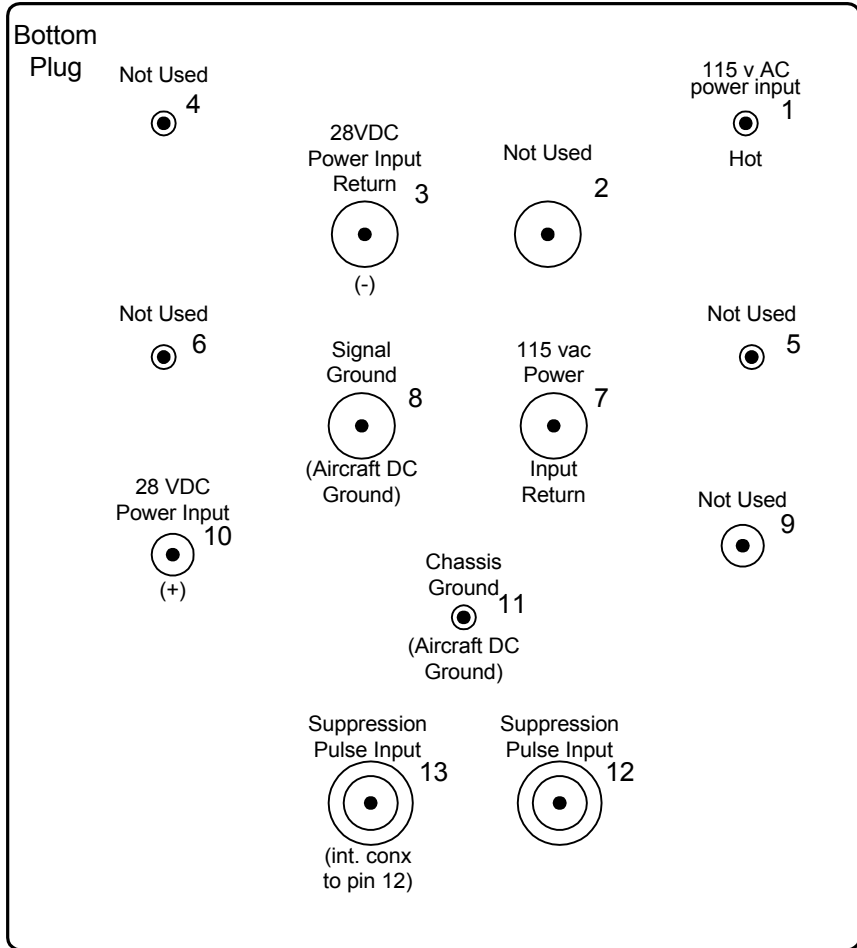 Bottom
Plug
Not Used
4
115 v AC
power input
1
Hot
28VDC
Power Input
Return
3
(-)
Not Used
2
Not Used
6
Signal
Ground
8
(Aircraft DC
Ground)
115 vac
Power
7
Input
Return
Not Used
5
28 VDC
Power Input
10
(+)
Not Used
9
Chassis
Ground
11
(Aircraft DC
Ground)
Suppression
Pulse Input
13
(int. conx
to pin 12)
Suppression
Pulse Input
12